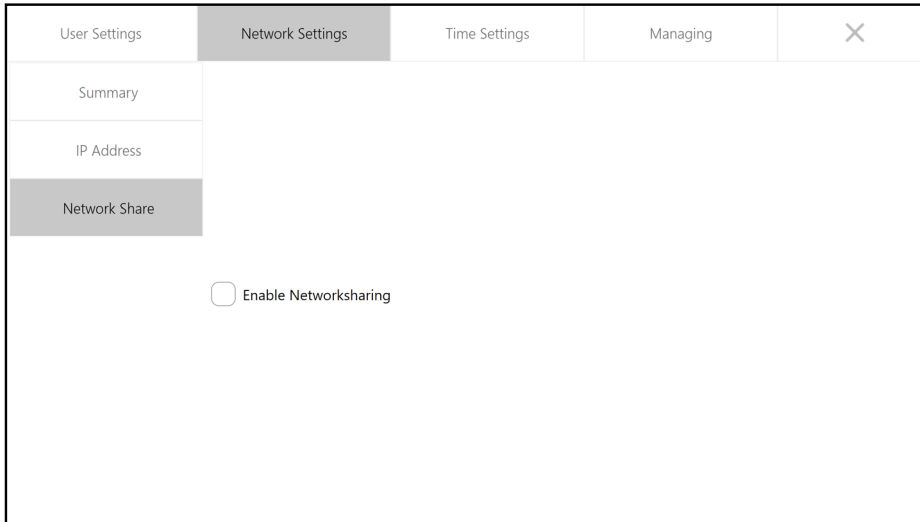 User Settings
Network Settings
Time Settings
Managing
Summary
IP Address
Network Share
Enable Networksharing